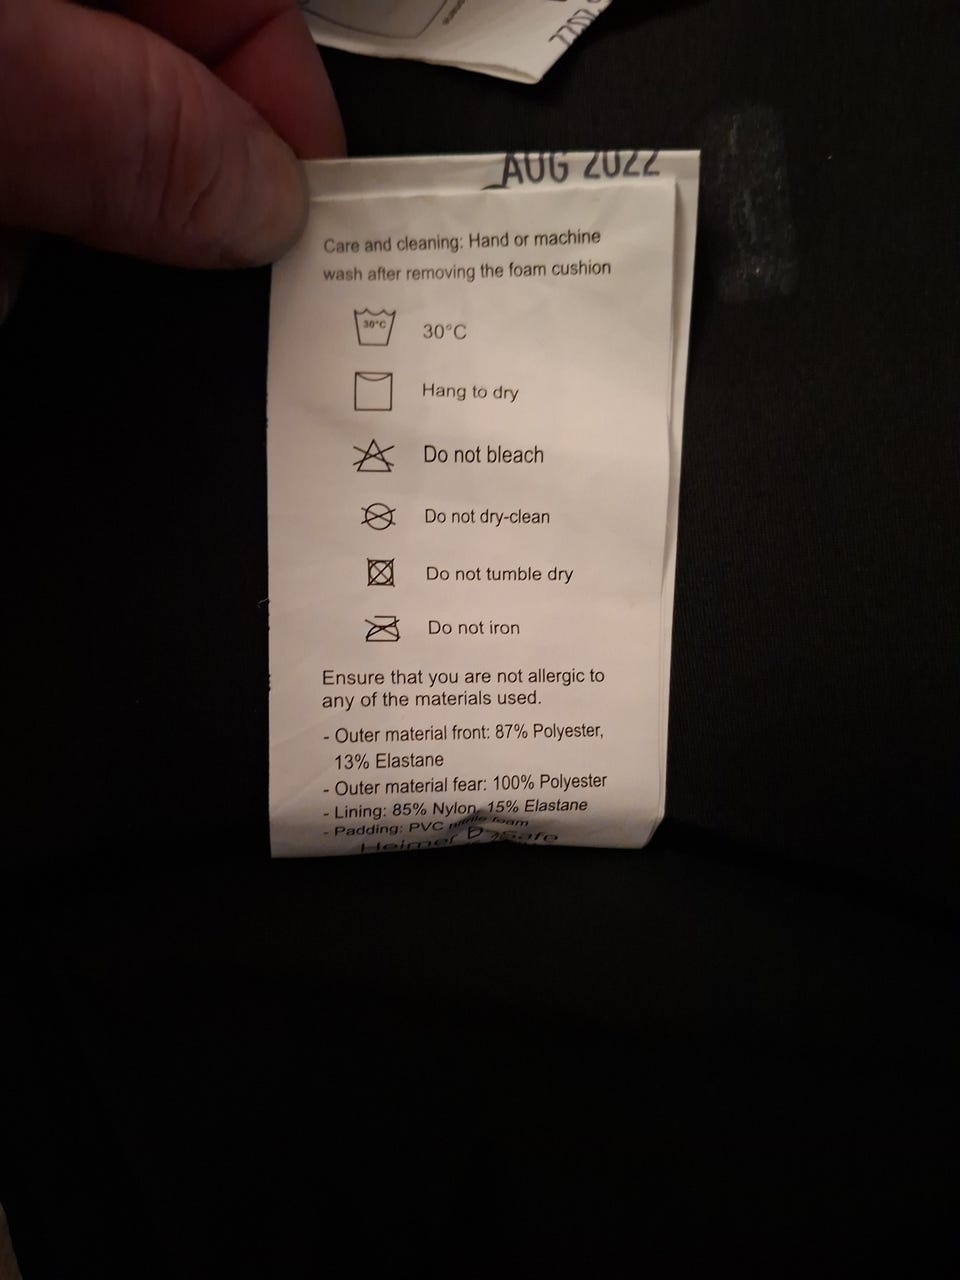 AUG 2022
Care and cleaning: Hand or machine
wash after removing the foam cushion
30°C 30°C
Hang to dry
Do not bleach
Do not dry-clean
Do not tumble dry
Do not iron
Ensure that you are not allergic to
any of the materials used.
- Outer material front: 87% Polyester,
13% Elastane
- Outer material fear: 100% Polyester
- Lining: 85% Nylon, 15% Elastane
- Padding: PVC nitrile foam